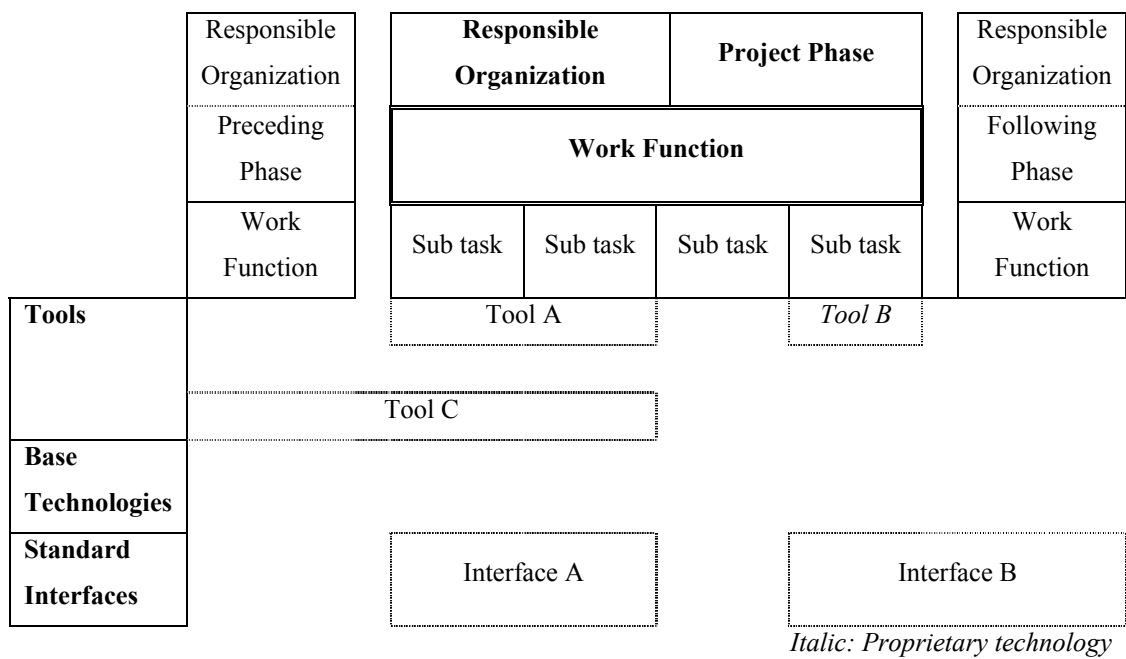 Responsible
Organization
Responsible
Organization
Project Phase
Responsible
Organization
Preceding
Phase
Work Function
Following
Phase
Work
Function
Sub task
Sub task
Sub task
Sub task
Work
Function
Tools
Tool A
Tool B
Tool C
Base
Technologies
Standard
Interfaces
Interface A
Interface B
Italic: Proprietary technology